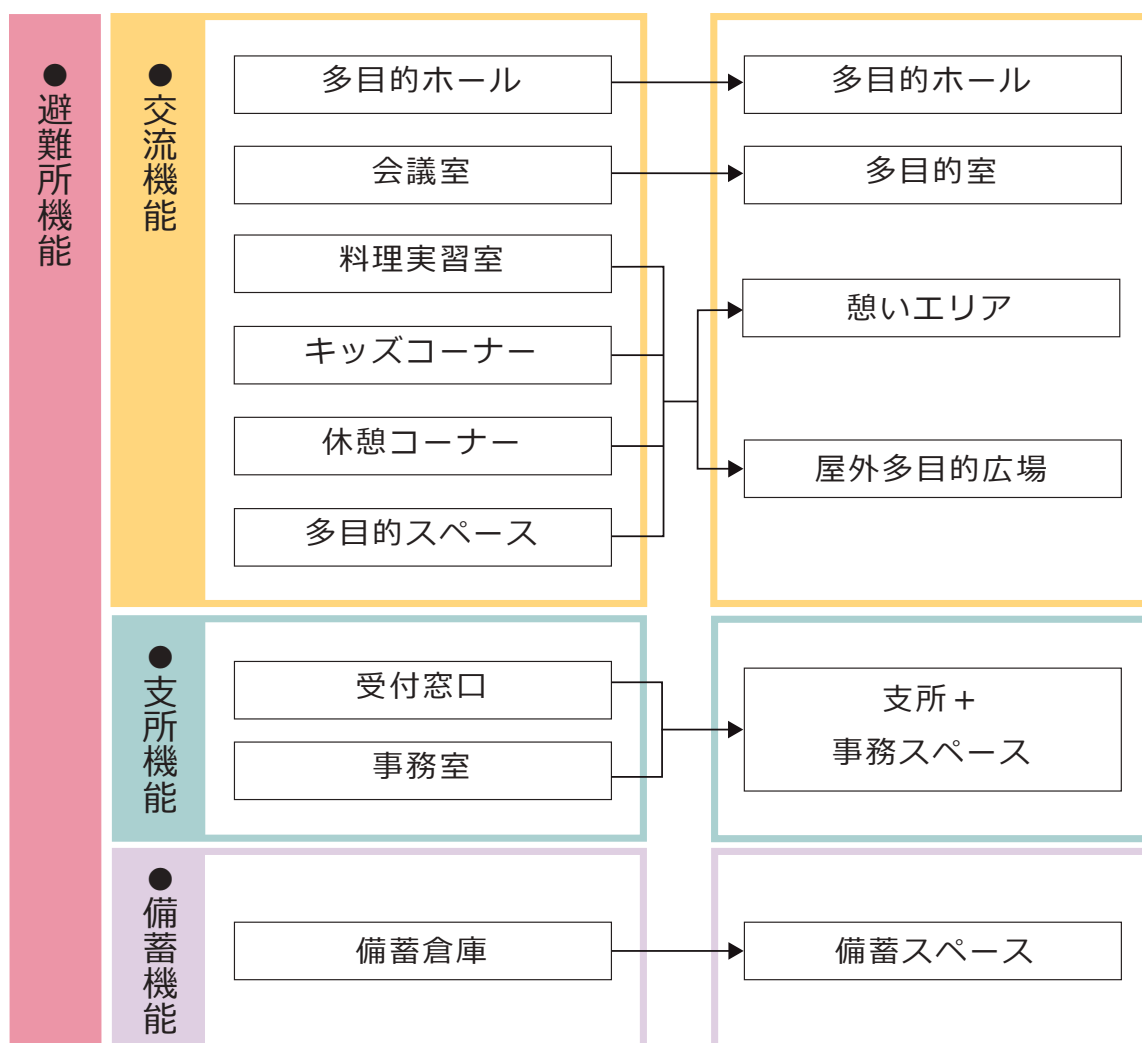 ●避難所機能
●交流機能
多目的ホール
多目的ホール
会議室
多目的室
料理実習室
キッズコーナー
休憩コーナー
多目的スペース
憩いエリア
屋外多目的広場
●支所機能
受付窓口
事務室
支所＋
事務スペース
●備蓄機能
備蓄倉庫
備蓄スペース